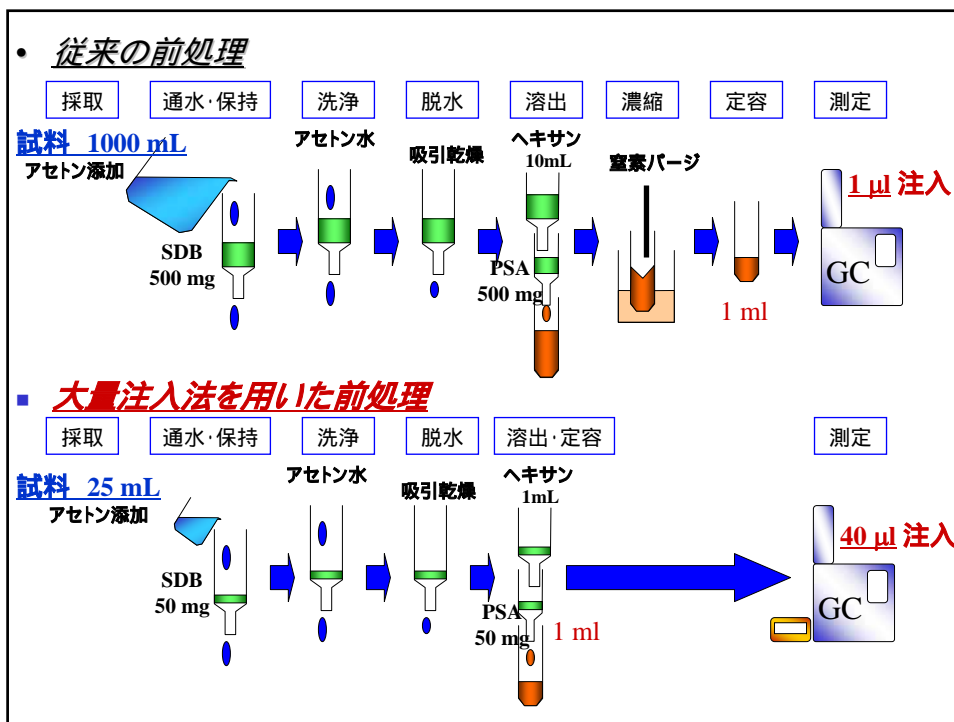 • 従来の前処理
採取 通水・保持 洗浄 脱水 溶出 濃縮 定容 測定
試料 1000 mL
アセトン添加
アセトン水
吸引乾燥
ヘキサン
10mL
窒素パージ
1 μl 注入
SDB
500 mg
PSA
500 mg
1 ml
GC
▪ 大量注入法を用いた前処理
採取 通水・保持 洗浄 脱水 溶出・定容 測定
試料 25 mL
アセトン添加
アセトン水
吸引乾燥
ヘキサン
1mL
40 μl 注入
SDB
50 mg
PSA
50 mg
1 ml
GC